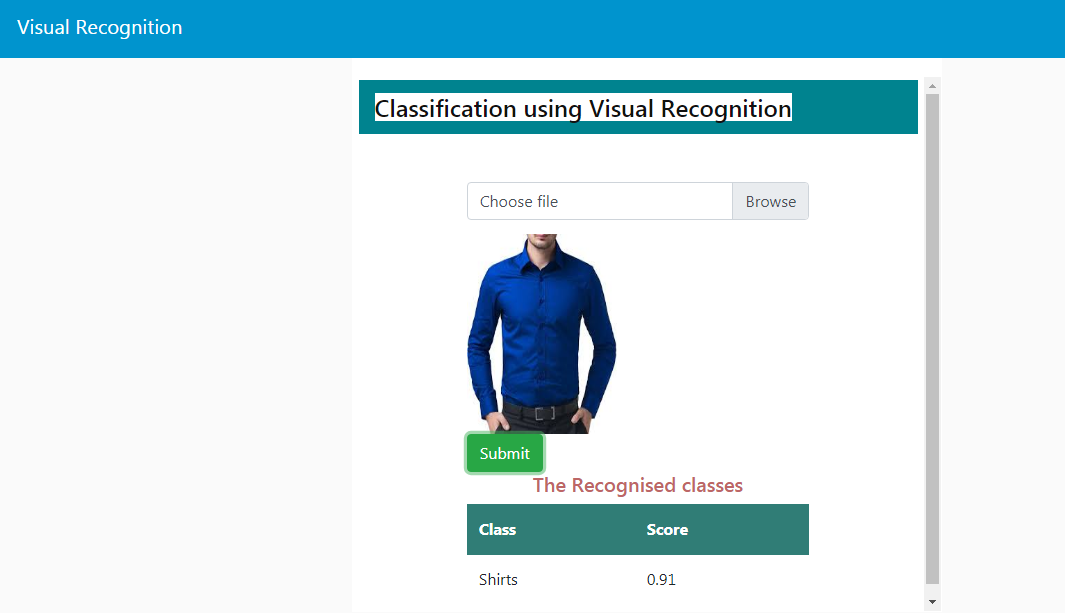 Visual Recognition
Classification using Visual Recognition
Choose file Browse
Submit
The Recognised classes
Class Score
Shirts 0.91